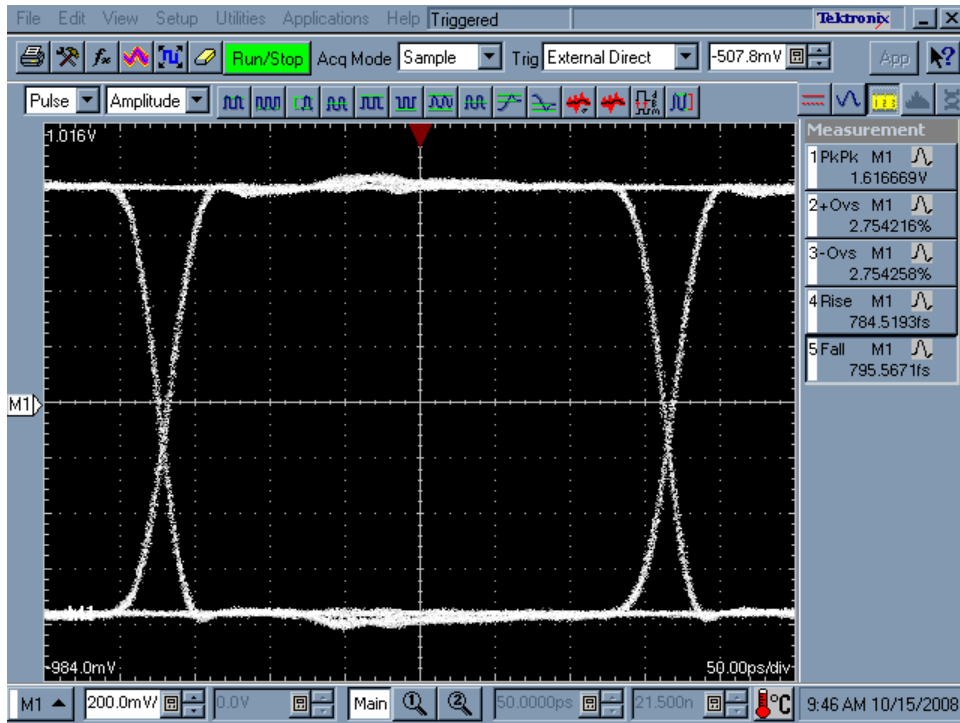 File Edit View Setup Utilities Applications Help Triggered Tektronix
Run/Stop Acq Mode Sample Trig External Direct -507.8mV App
Pulse Amplitude
1.016V
Measurement
1 PkPk M1
1.616669V
2 +Ovs M1
2.754216%
3 -Ovs M1
2.754258%
4 Rise M1
784.5193fs
5 Fall M1
795.5671fs
M1
M1
-984.0mV
50.00ps/div
M1 200.0mV/ 0.0V Main 1 2 50.0000ps 21.500n °C 9:46 AM 10/15/2008